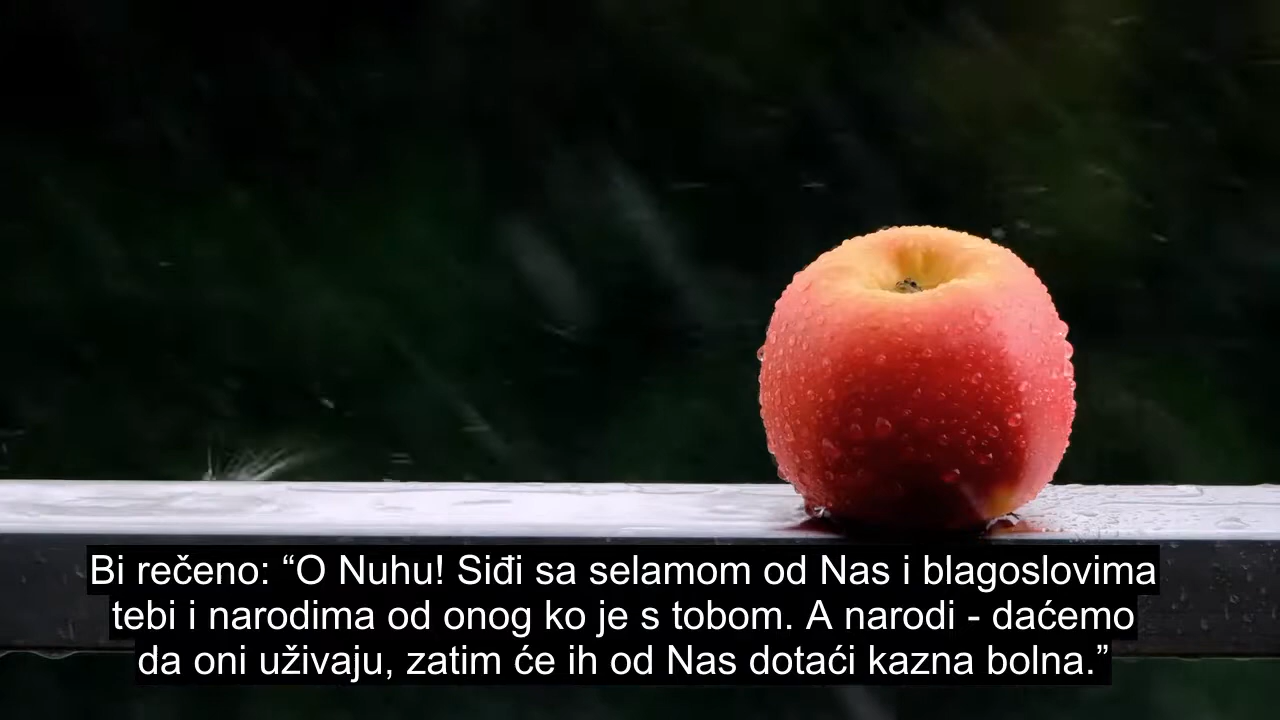 Bi rečeno: “O Nuhu! Siđi sa selamom od Nas i blagoslovima
tebi i narodima od onog ko je s tobom. A narodi - daćemo
da oni uživaju, zatim će ih od Nas dotaći kazna bolna.”